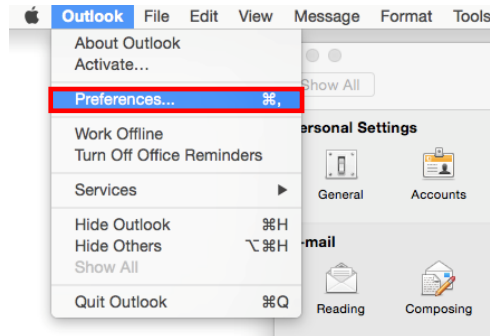 Outlook File Edit View Message Format Tools
About Outlook
Activate...
Show All
Preferences... ⌘,
Personal Settings
Work Offline
Turn Off Office Reminders
Services ▶
General Accounts
Hide Outlook ⌘H
Hide Others ⌥⌘H
-mail
Show All
Quit Outlook ⌘Q
Reading Composing